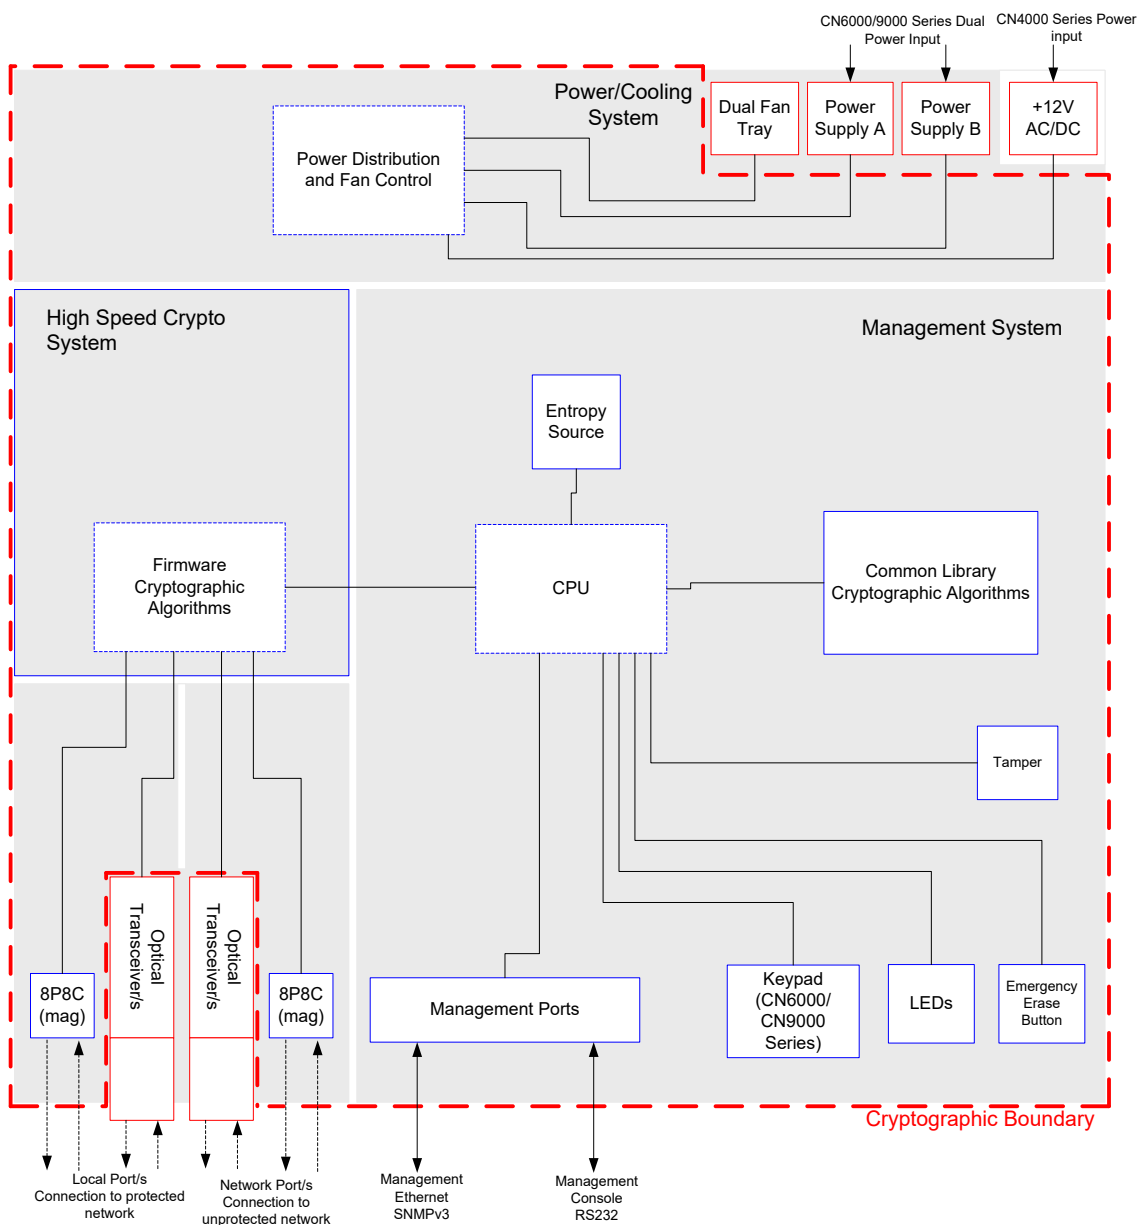 CN6000/9000 Series Dual
Power Input
CN4000 Series Power
input
Power/Cooling
System
Dual Fan
Tray
Power
Supply A
Power
Supply B
+12V
AC/DC
Power Distribution
and Fan Control
High Speed Crypto
System
Management System
Entropy
Source
Firmware
Cryptographic
Algorithms
CPU
Common Library
Cryptographic Algorithms
Tamper
Optical
Transceiver/s
Optical
Transceiver/s
8P8C
(mag)
8P8C
(mag)
Management Ports
Keypad
(CN6000/
CN9000
Series)
LEDs
Emergency
Erase
Button
Cryptographic Boundary
Local Port/s
Connection to protected
network
Network Port/s
Connection to
unprotected network
Management
Ethernet
SNMPv3
Management
Console
RS232